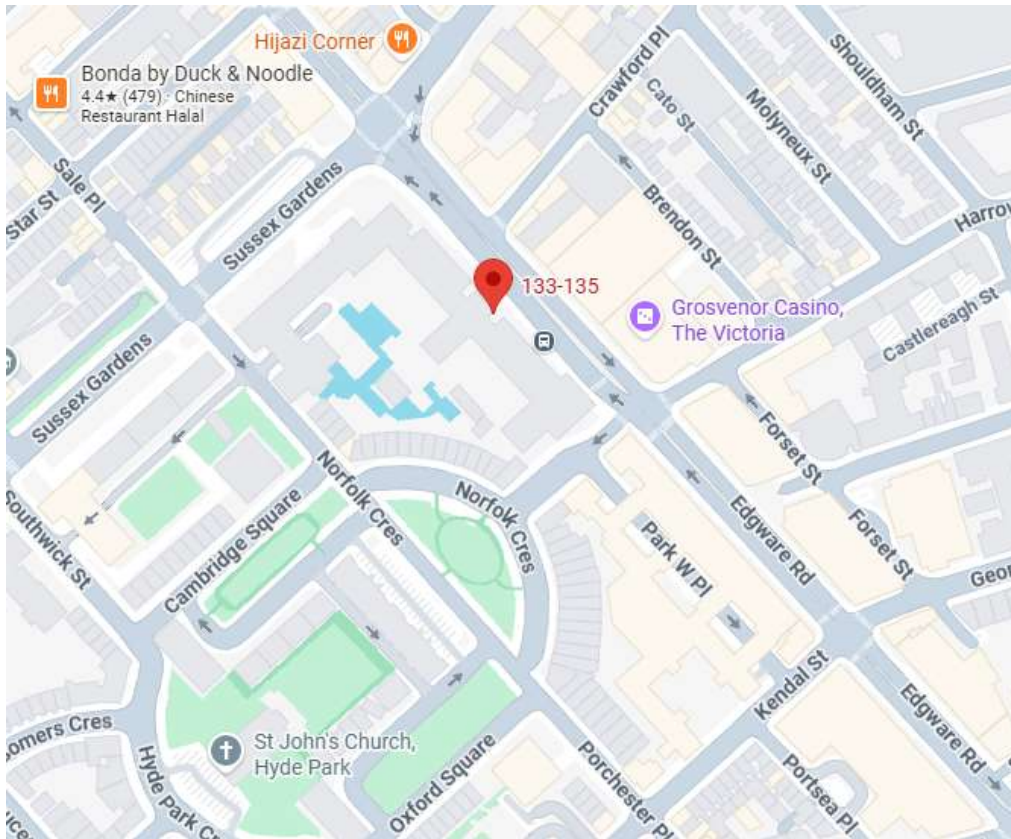 Hijazi Corner
Bonda by Duck & Noodle
4.4★ (479) · Chinese
Restaurant Halal
Crawford Pl
Shouldham St
Cato St
Molyneux St
Sale Pl
Star St
Sussex Gardens
Brendon St
133-135
Grosvenor Casino,
The Victoria
Castlereagh St
Sussex Gardens
Forset St
Norfolk Cres
Norfolk Cres
Southwick St
Cambridge Square
Edgware Rd
Forset St
Park W Pl
Kendal St
Edgware Rd
St John's Church,
Hyde Park
Hyde Park Cr
Oxford Square
Porchester Pl
Portsea Pl
omers Cres
Harrov
Geor